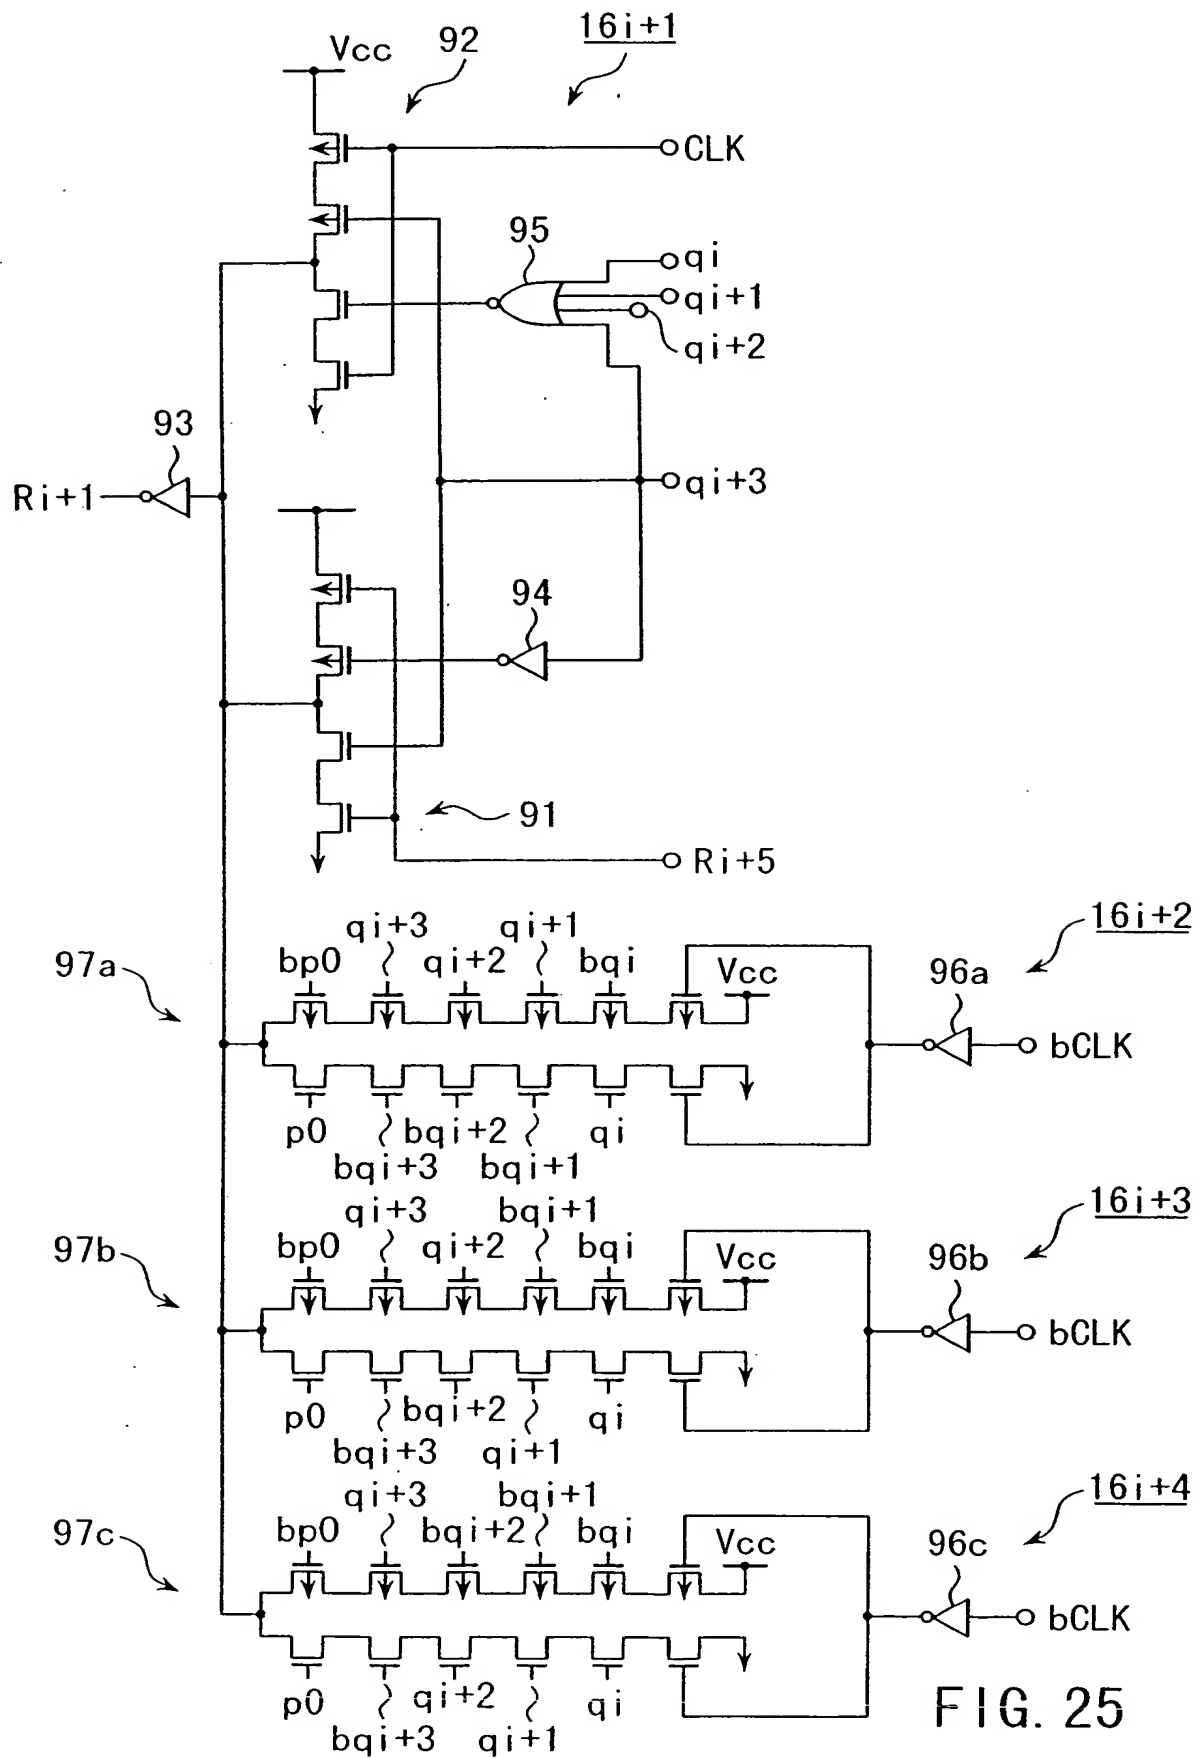 16i+1
92
Vcc
CLK
95
qi
qi+1
qi+2
93
Ri+1
qi+3
94
91
Ri+5
16i+2
qi+3 qi+1
97a bp0 qi+2 bqi Vcc 96a
bCLK
p0 bqi+2 qi
bqi+3 bqi+1
16i+3
qi+3 bqi+1
97b bp0 qi+2 bqi Vcc 96b
bCLK
p0 bqi+2 qi
bqi+3 qi+1
16i+4
qi+3 bqi+1
97c bp0 bqi+2 bqi Vcc 96c
bCLK
p0 qi+2 qi
bqi+3 qi+1
FIG. 25